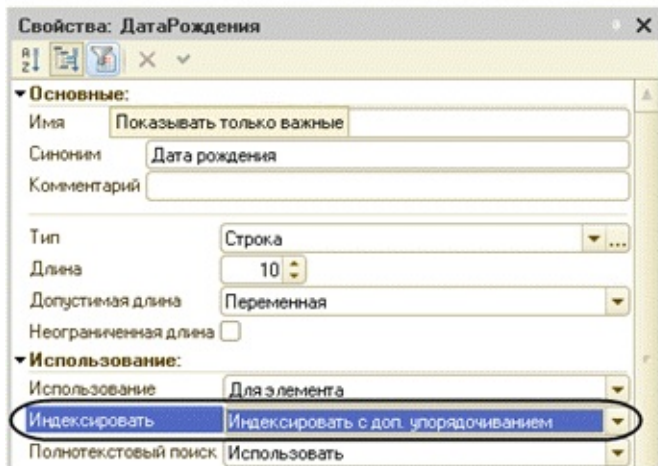 Свойства: ДатаРождения
Основные:
Имя Показывать только важные
Синоним Дата рождения
Комментарий
Тип Строка ...
Длина 10
Допустимая длина Переменная
Неограниченная длина
Использование:
Использование Для элемента
Индексировать Индексировать с доп. упорядочиванием
Полнотекстовый поиск Использовать